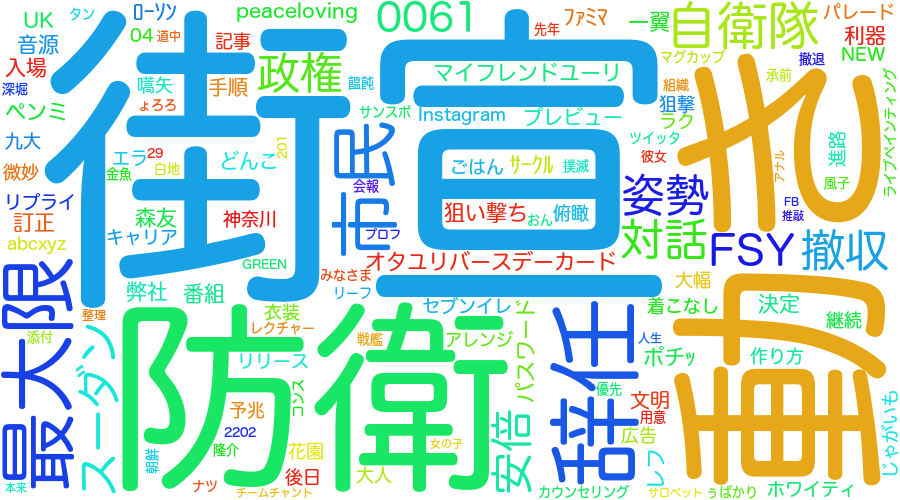 UK
タン
ﾛｰｿﾝ
peaceloving
0061
ﾌｧﾐﾏ
先年
一翼
自衛隊
パレード
利器
NEW
音源
04
道中
記事
街宣
動き
マグカップ
撤退
入場
深堀
嚆矢
手順
政権
饂飩
マイフレンドユーリ
組織
狙撃
承前
ペンミ
ょろろ
サンスポ
Instagram
プレビュー
ラク
ツイッタ
ライブペインティング
九大
エラ
29
どんこ
201
市民
ごはん
ｻｰｸﾙ
撲滅
彼女
アナル
進路
微妙
金魚
白地
会報
姿勢
風子
リプライ
森友
神奈川
狙い撃ち
おん
俯瞰
FB
推敲
訂正
キャリア
プロフ
対話
FSY
撤収
abcxyz
GREEN
オタユリバースデーカード
みなさま
リーフ
大幅
最大限
弊社
番組
セブンイレ
着こなし
決定
継続
整理
衣装
レクチャー
添付
スーダン
防衛
戦艦
アレンジ
パスワード
辞任
人生
ポチッ
作り方
リリース
コンス
優先
文明
用意
じゃがいも
予兆
2202
隆介
花園
女の子
安倍
広告
朝鮮
後日
大人
レフ
本来
ナツ
チームチャント
カウンセリング
サロペット
うばかり
ホワイティ